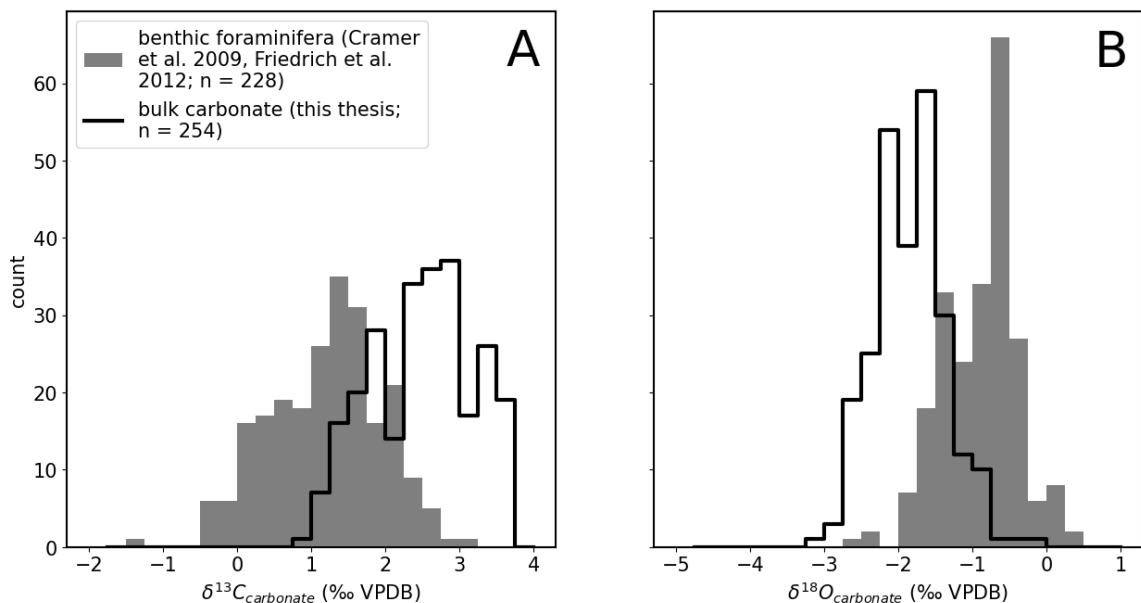 benthic foraminifera (Cramer
et al. 2009, Friedrich et al.
2012; n = 228)
bulk carbonate (this thesis;
n = 254)
A
B
count
0
10
20
30
40
50
60
−2 −1 0 1 2 3 4
δ¹³C_carbonate (‰ VPDB)
−5 −4 −3 −2 −1 0 1
δ¹⁸O_carbonate (‰ VPDB)